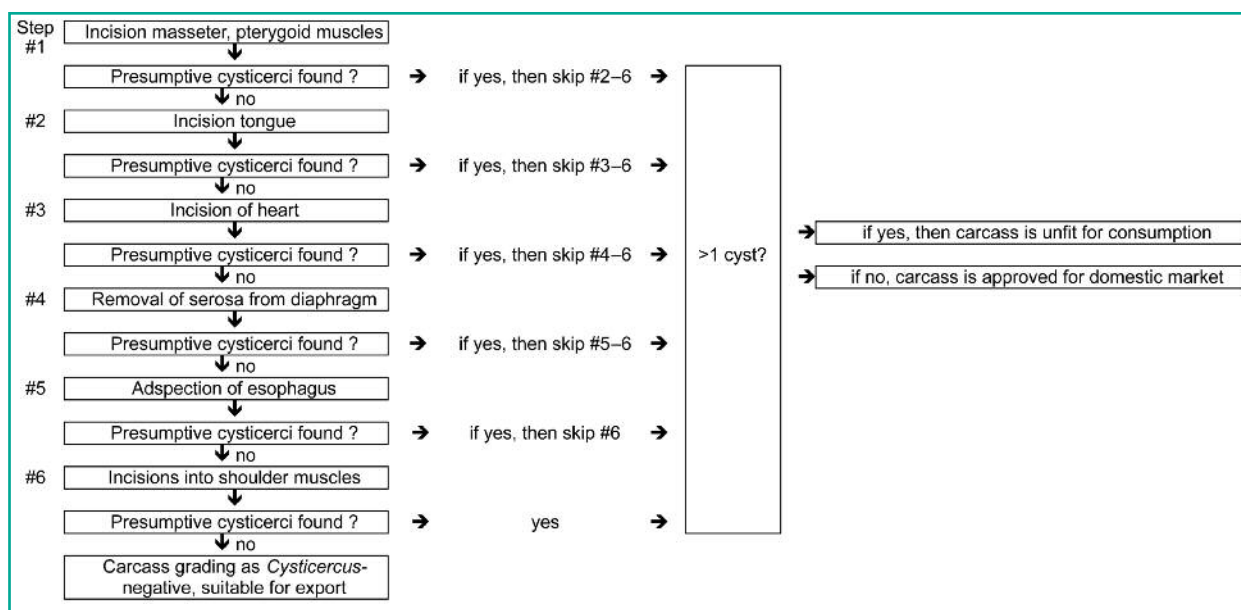 Step
#1
Incision masseter, pterygoid muscles
Presumptive cysticerci found ?
if yes, then skip #2–6
no
#2
Incision tongue
Presumptive cysticerci found ?
if yes, then skip #3–6
no
#3
Incision of heart
Presumptive cysticerci found ?
if yes, then skip #4–6
no
#4
Removal of serosa from diaphragm
Presumptive cysticerci found ?
if yes, then skip #5–6
no
#5
Adspection of esophagus
Presumptive cysticerci found ?
if yes, then skip #6
no
#6
Incisions into shoulder muscles
Presumptive cysticerci found ?
yes
no
Carcass grading as Cysticercus-
negative, suitable for export
>1 cyst?
if yes, then carcass is unfit for consumption
if no, carcass is approved for domestic market